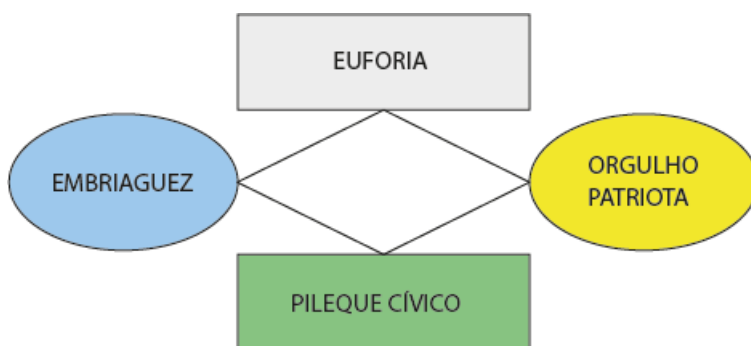 EUFORIA
EMBRIAGUEZ
ORGULHO
PATRIOTA
PILEQUE CÍVICO